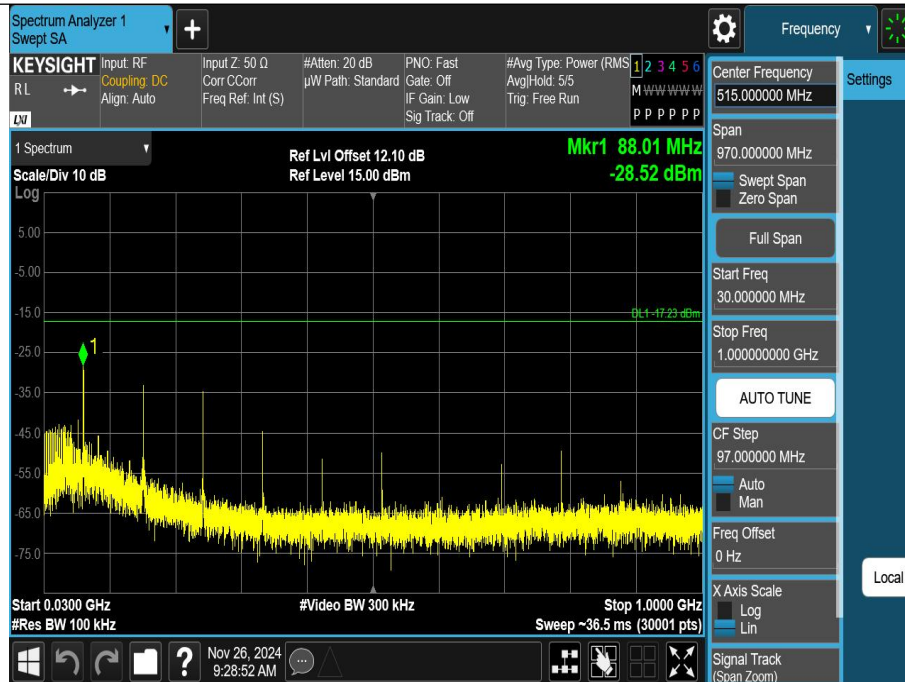 Spectrum Analyzer 1
Swept SA
+
Frequency
KEYSIGHT
RL
LXI
Input: RF
Coupling: DC
Align: Auto
Input Z: 50 Ω
Corr CCorr
Freq Ref: Int (S)
#Atten: 20 dB
µW Path: Standard
PNO: Fast
Gate: Off
IF Gain: Low
Sig Track: Off
#Avg Type: Power (RMS
Avg|Hold: 5/5
Trig: Free Run
1 2 3 4 5 6
M W W W W W
P P P P P P
Center Frequency
515.000000 MHz
Settings
1 Spectrum
Scale/Div 10 dB
Ref Lvl Offset 12.10 dB
Ref Level 15.00 dBm
Mkr1 88.01 MHz
-28.52 dBm
Log
5.00
-5.00
-15.0
-25.0
-35.0
-45.0
-55.0
-65.0
-75.0
DL1 -17.23 dBm
1
Start 0.0300 GHz
#Res BW 100 kHz
#Video BW 300 kHz
Stop 1.0000 GHz
Sweep ~36.5 ms (30001 pts)
Span
970.000000 MHz
Swept Span
Zero Span
Full Span
Start Freq
30.000000 MHz
Stop Freq
1.000000000 GHz
AUTO TUNE
CF Step
97.000000 MHz
Auto
Man
Freq Offset
0 Hz
X Axis Scale
Log
Lin
Local
Signal Track
(Span Zoom)
?
Nov 26, 2024
9:28:52 AM